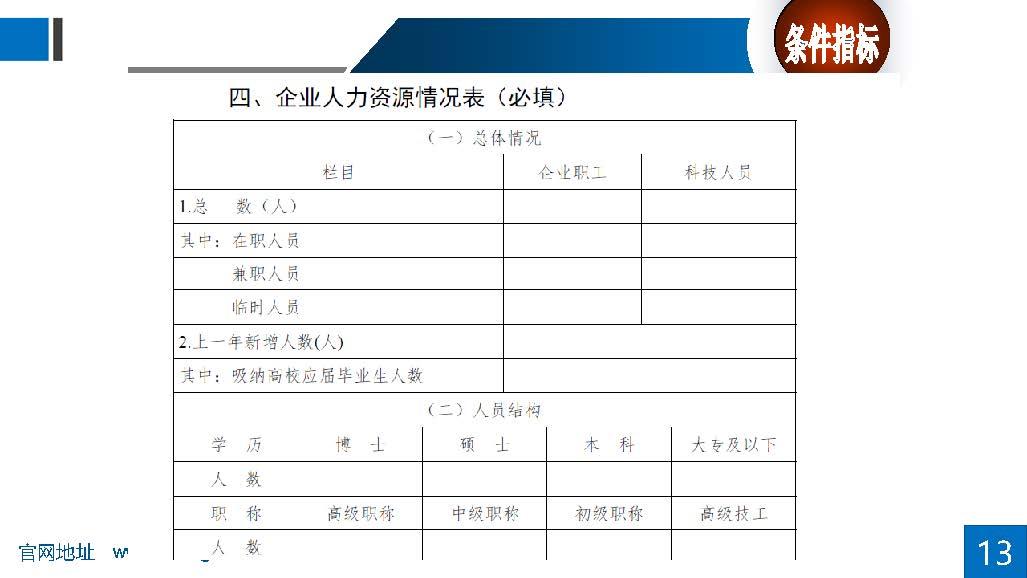 条件指标
四、企业人力资源情况表（必填）
（一）总体情况
栏目 企业职工 科技人员
1.总 数（人）
其中：在职人员
兼职人员
临时人员
2.上一年新增人数(人)
其中：吸纳高校应届毕业生人数
（二）人员结构
学 历 博 士 硕 士 本 科 大专及以下
人 数
职 称 高级职称 中级职称 初级职称 高级技工
人 数
官网地址 w
13